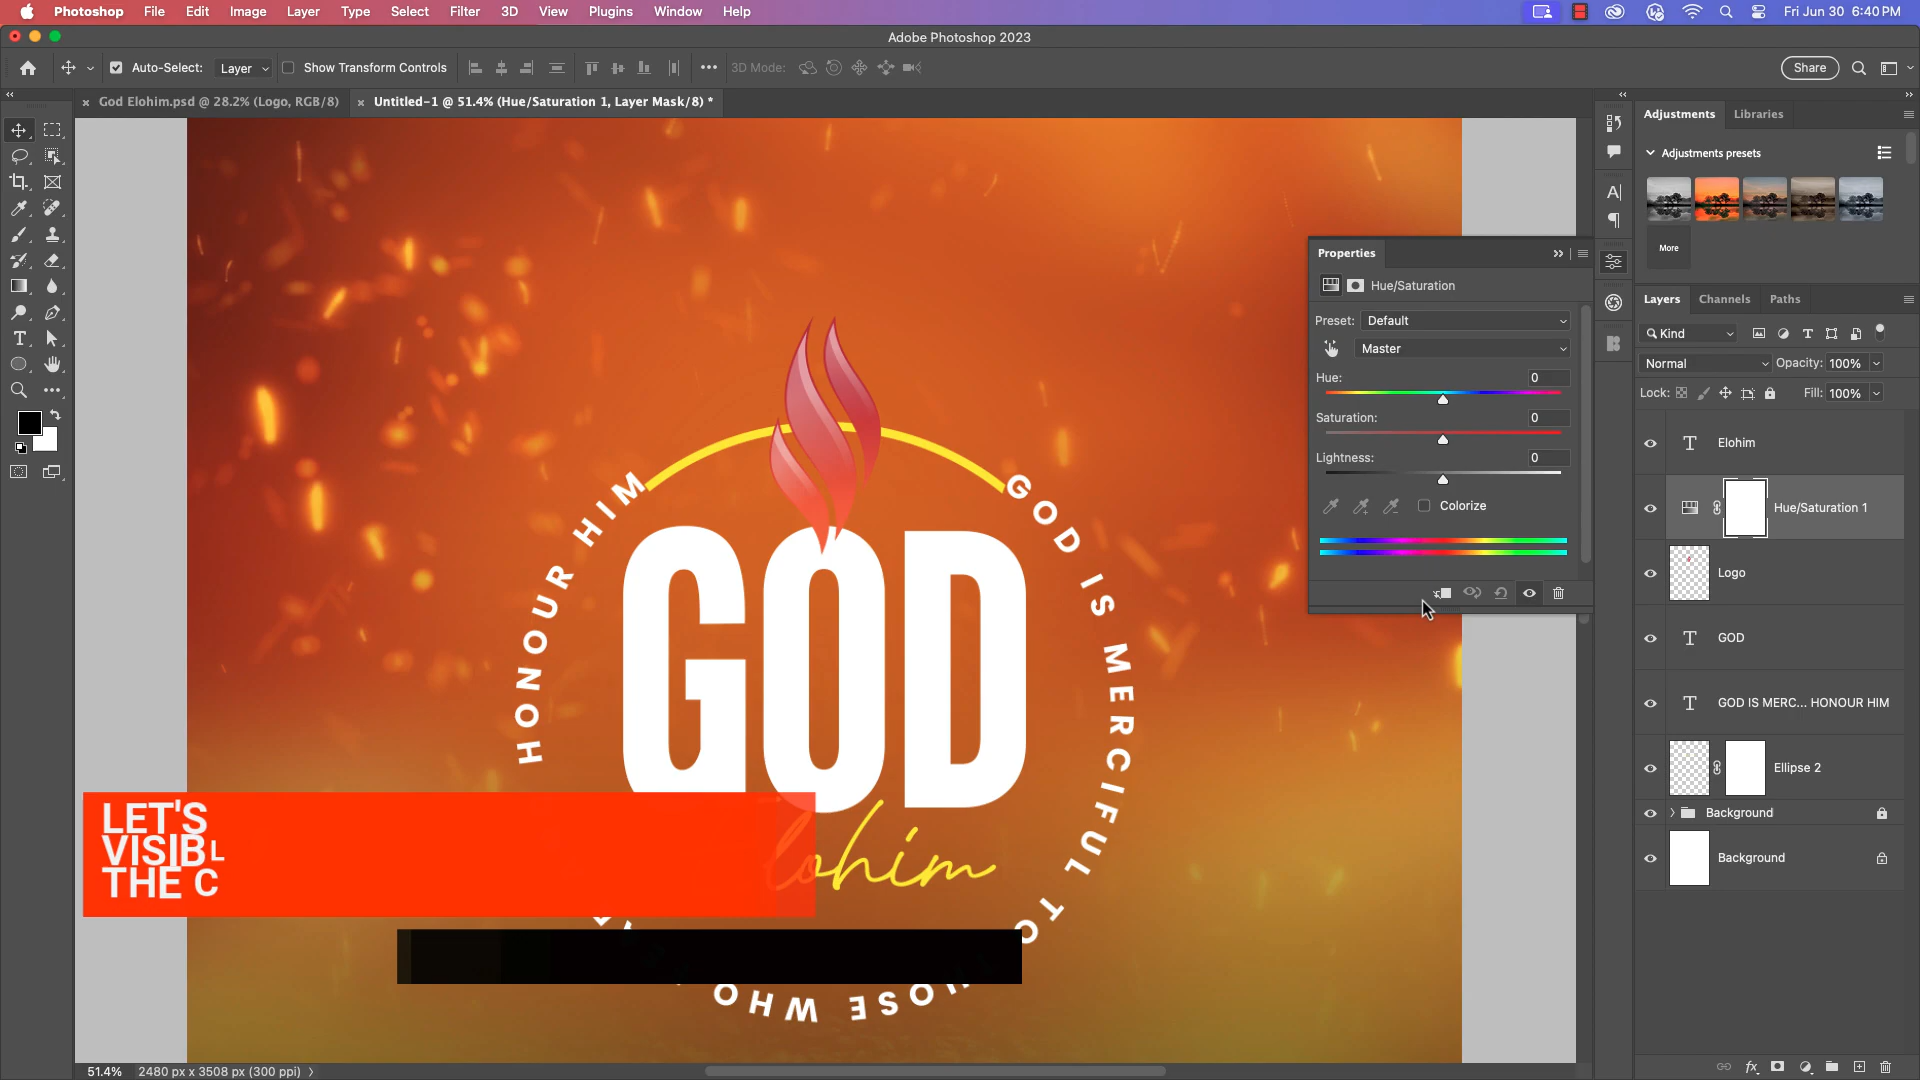 Photoshop File Edit Image Layer Type Select Filter 3D View Plugins Window Help Fri Jun 30 6:40 PM
Adobe Photoshop 2023
Auto-Select: Layer Show Transform Controls 3D Mode: Share
God Elohim.psd @ 28.2% (Logo, RGB/8) Untitled-1 @ 51.4% (Hue/Saturation 1, Layer Mask/8) *
Adjustments Libraries
Adjustments presets
More
Properties
Hue/Saturation
Preset: Default
Master
Hue: 0
Saturation: 0
Lightness: 0
Colorize
Layers Channels Paths
Kind
Normal Opacity: 100%
Lock: Fill: 100%
Elohim
Hue/Saturation 1
Logo
GOD
GOD IS MERC... HONOUR HIM
Ellipse 2
Background
Background
HONOUR HIM
GOD IS MERCIFUL TO
HOSE WHO
GOD
lohim
LET'S
VISIBL
THE C
51.4% 2480 px x 3508 px (300 ppi)